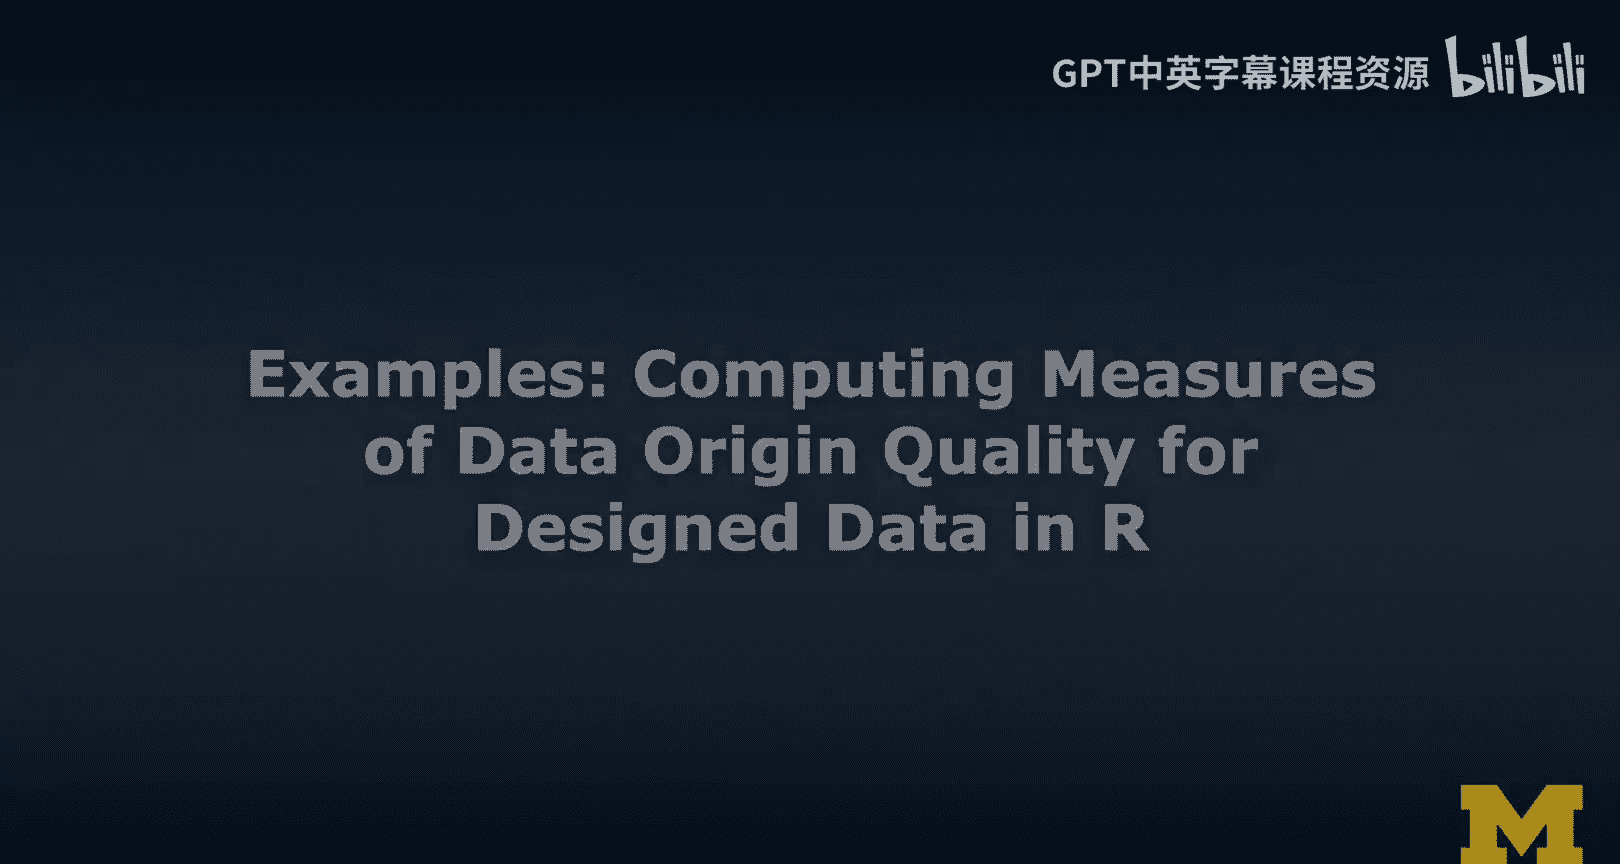 GPT中英字幕课程资源 bilibili
Examples: Computing Measures
of Data Origin Quality for
Designed Data in R
M